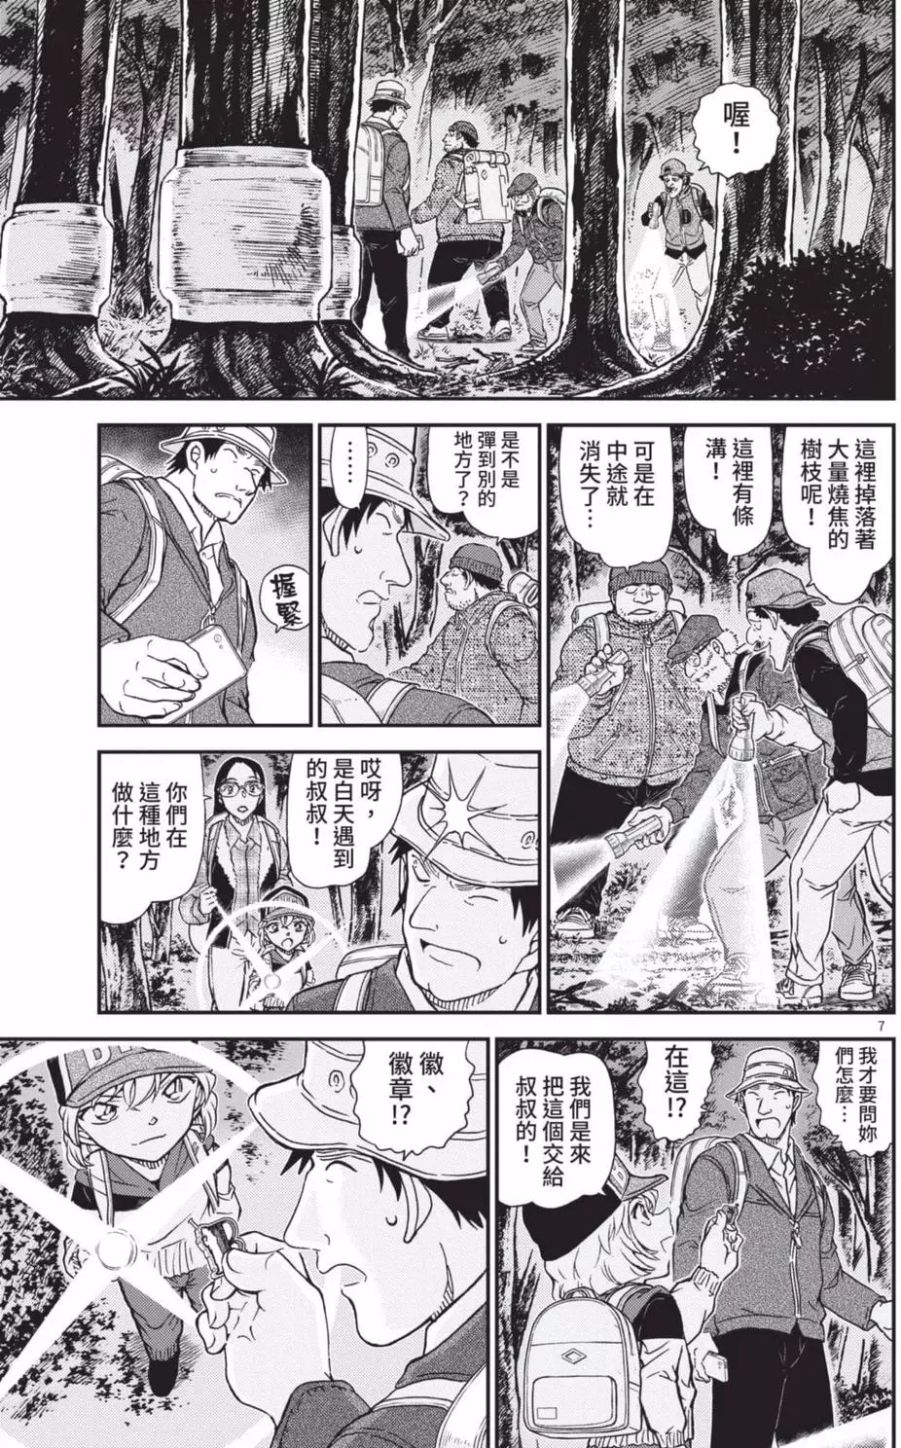 喔！
這裡掉落著
大量燒焦的
樹枝呢！
這裡有條
溝！
可是在
中途就
消失了…
是不是
彈到別的
地方了？
……
握緊
哎呀，
是白天遇到
的叔叔！
你們在
這種地方
做什麼？
7
我才要問妳
們怎麼…
在這！？
我們是來
把這個交給
叔叔的！
徽、
徽章！？